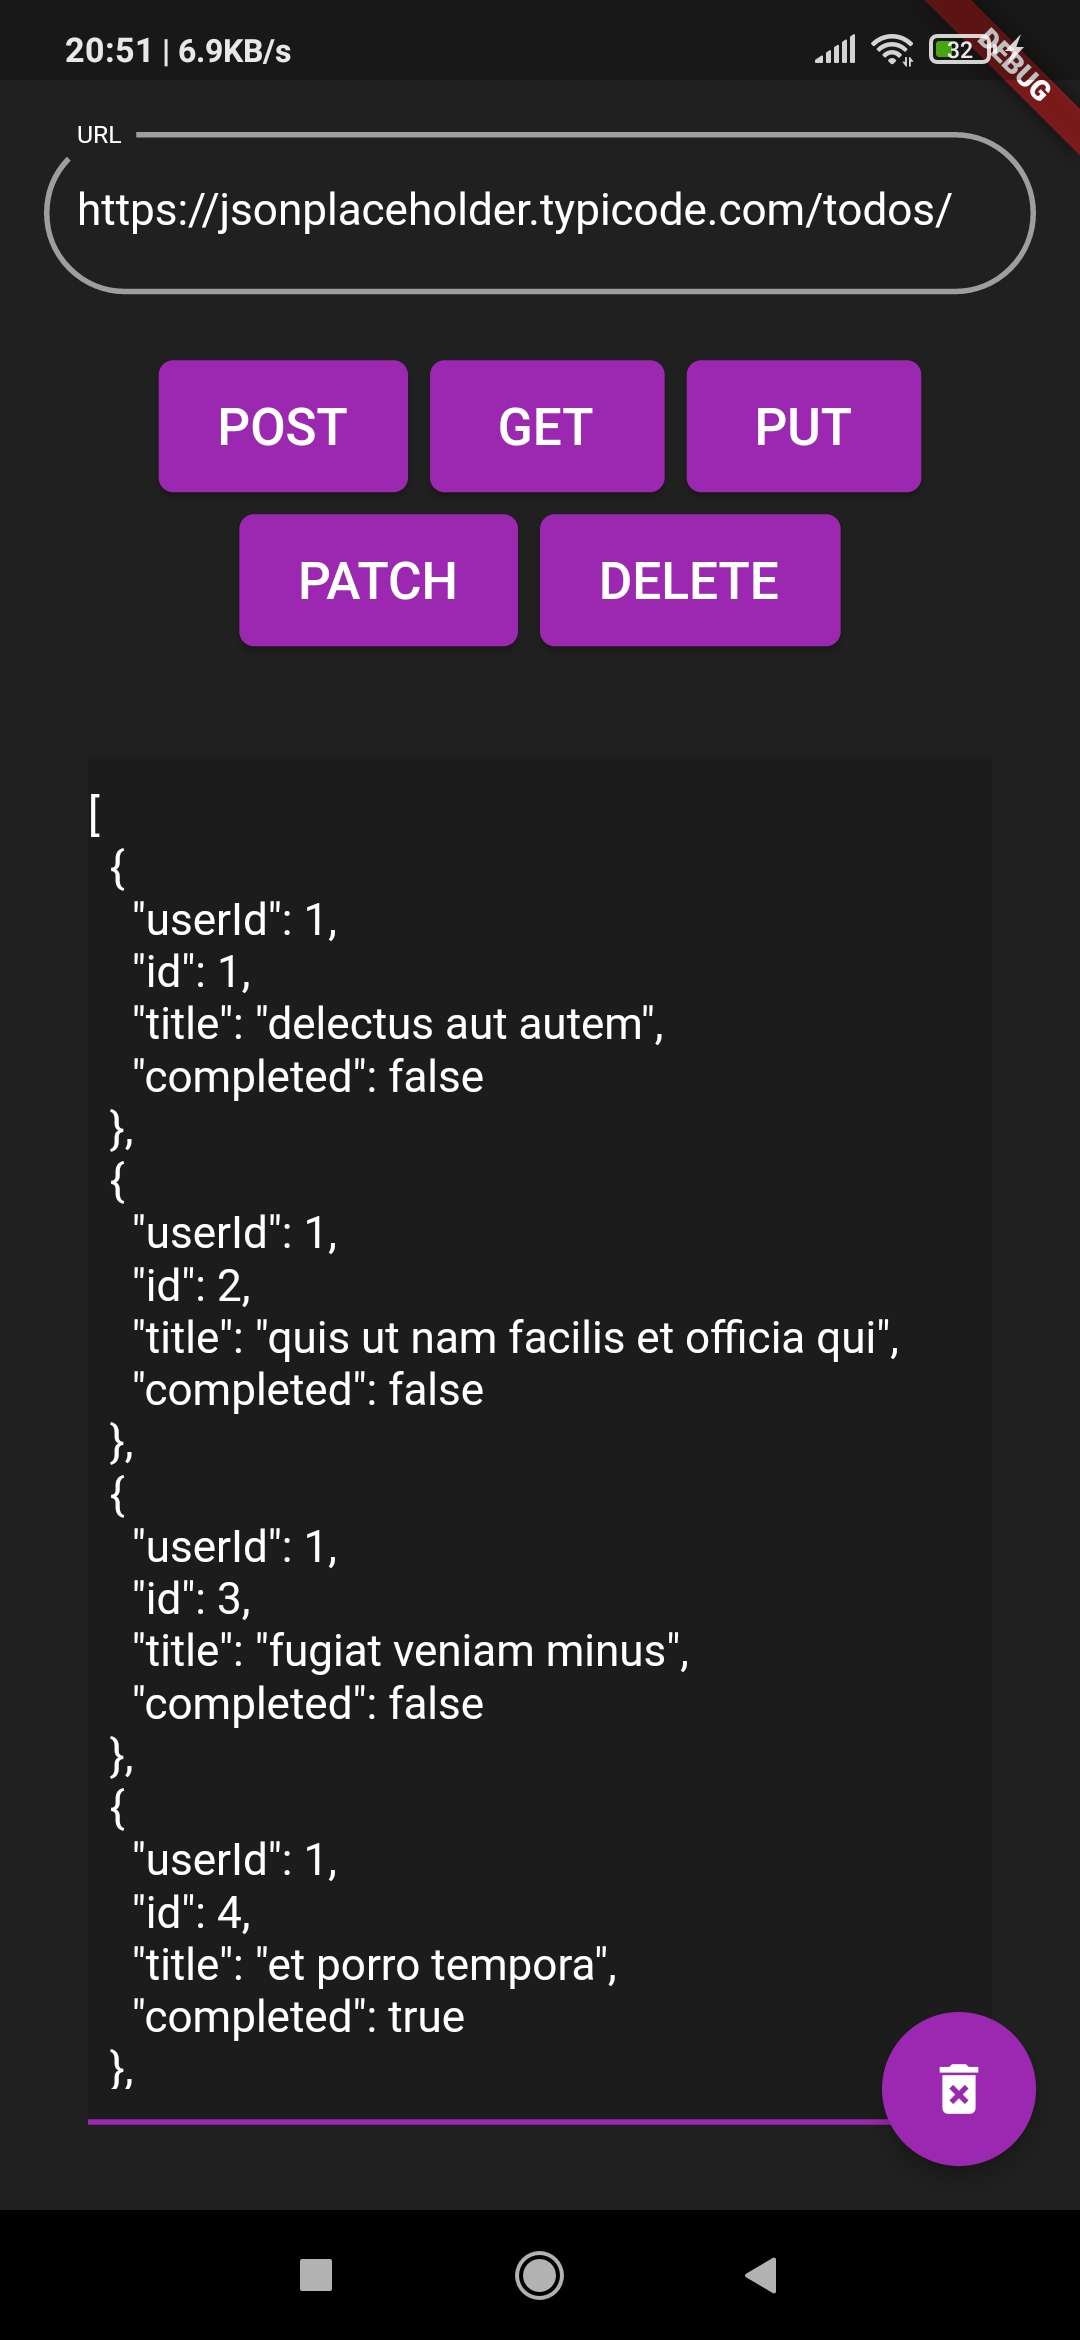 20:51 | 6.9KB/s
32
DEBUG
URL
https://jsonplaceholder.typicode.com/todos/
POST GET PUT
PATCH DELETE
[
{
"userId": 1,
"id": 1,
"title": "delectus aut autem",
"completed": false
},
{
"userId": 1,
"id": 2,
"title": "quis ut nam facilis et officia qui",
"completed": false
},
{
"userId": 1,
"id": 3,
"title": "fugiat veniam minus",
"completed": false
},
{
"userId": 1,
"id": 4,
"title": "et porro tempora",
"completed": true
},